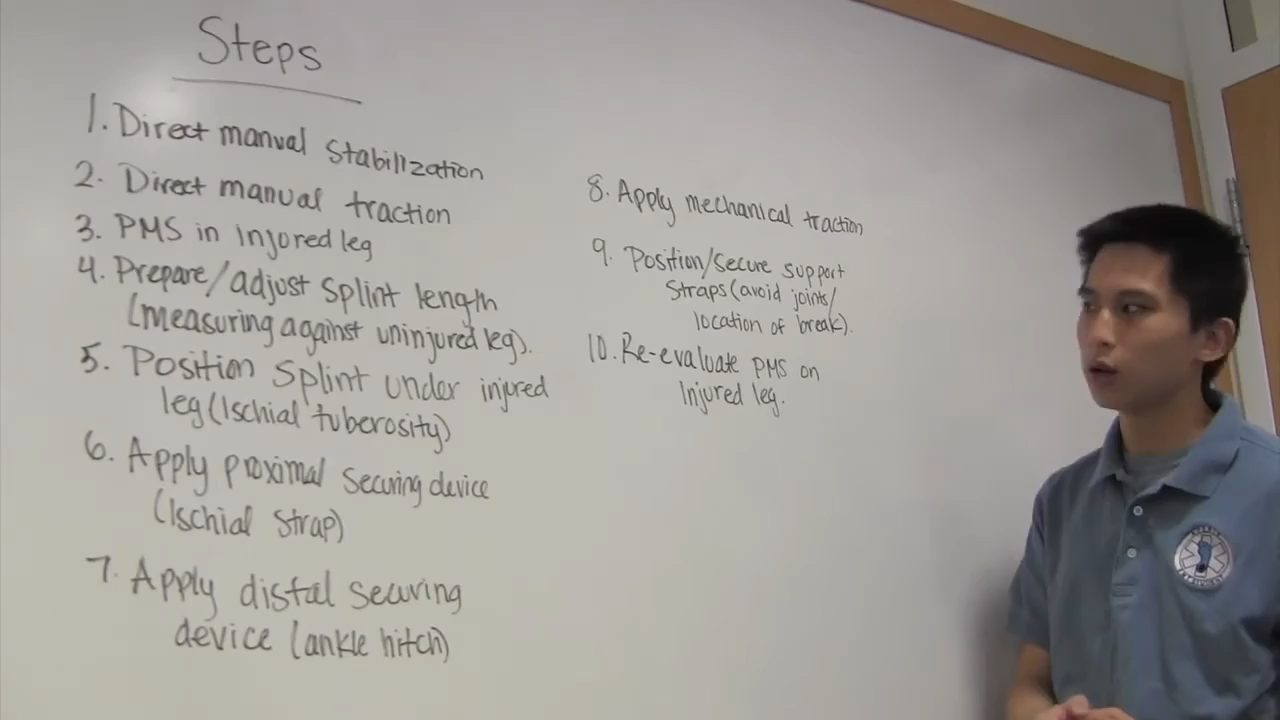 Steps
1. Direct manual stabilization
2. Direct manual traction
3. PMS in injured leg
4. Prepare/adjust splint length
(measuring against uninjured leg).
5. Position Splint under injured
leg (Ischial tuberosity)
6. Apply proximal securing device
(Ischial strap)
7. Apply distal securing
device (ankle hitch)
8. Apply mechanical traction
9. Position/secure support
straps (avoid joints/
location of break).
10. Re-evaluate PMS on
injured leg.